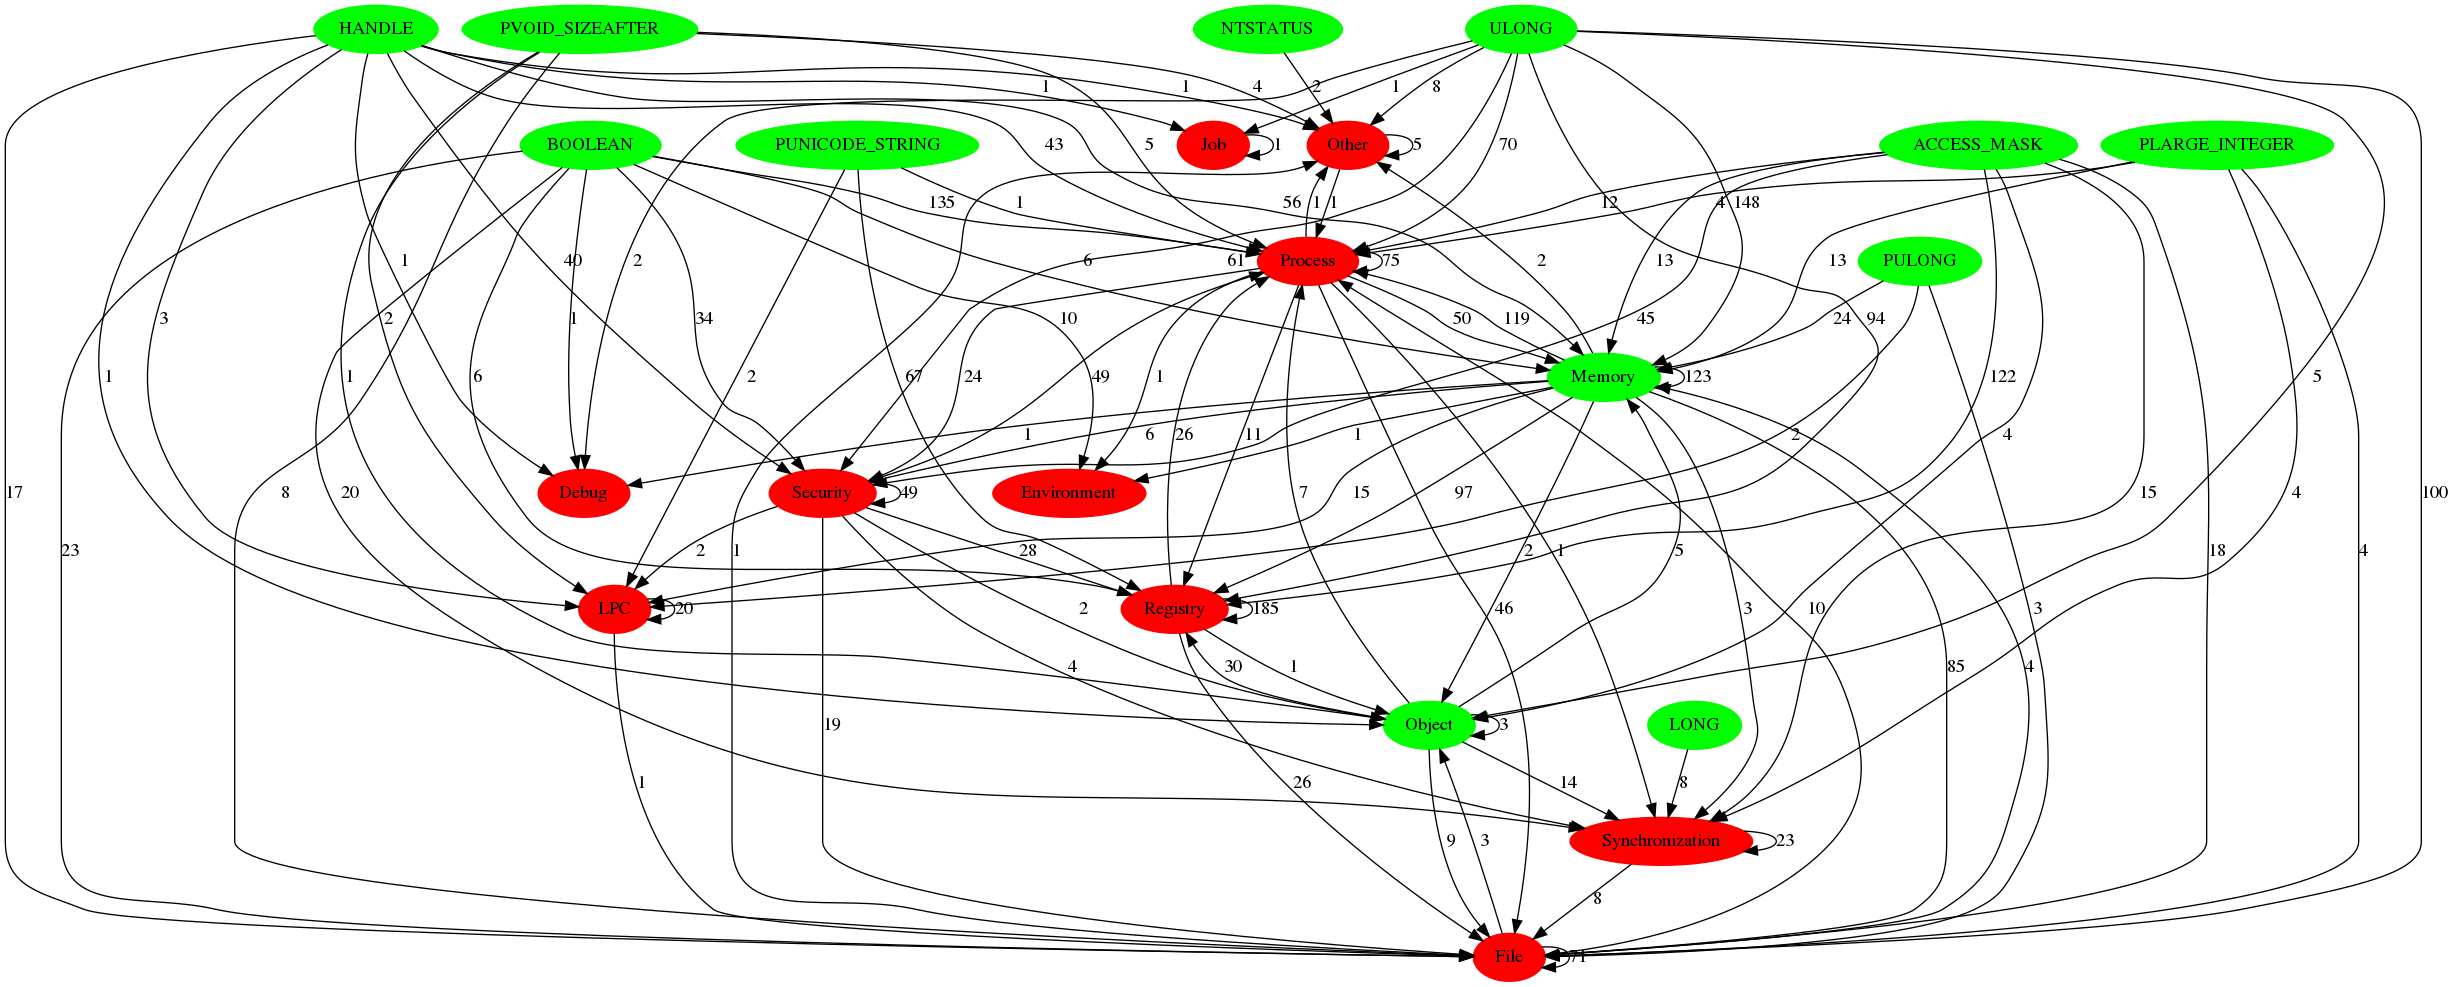 HANDLE PVOID_SIZEAFTER NTSTATUS ULONG
1 1 4 2 1 8
BOOLEAN PUNICODE_STRING Job 1 Other 5 ACCESS_MASK PLARGE_INTEGER
43 5 70
135 1 56 1 1 12 4 148
1 40 2 6 61 Process 75 2 13 13 PULONG
3 2 1 34 10 50 119 45 94 24
1 1 6 2 67 24 49 1 Memory 123 122 5
1 6 11 26 1 2 4
17 8 20 Debug Security 49 Environment 7 15 97 15 4 100
23 1 2 28 2 1 5 18 4
LPC 20 2 Registry 185 46 3 10 3
4 30 1 85 4
19 Object 3 LONG
1 26 14 8
9 3 Synchronization 23
8
File 71